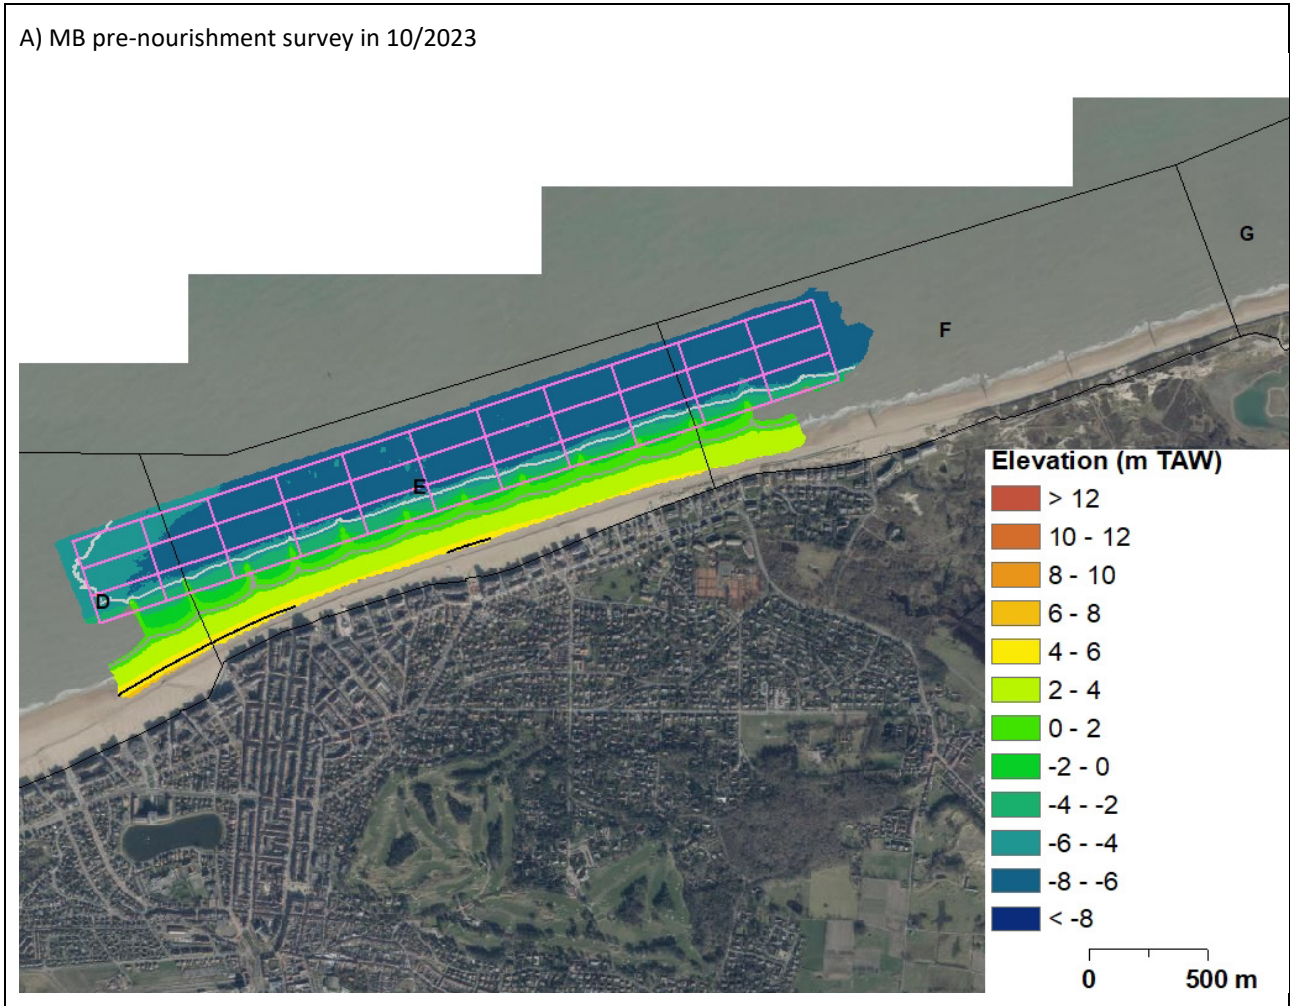 A) MB pre-nourishment survey in 10/2023
G
F
E
D
Elevation (m TAW)
> 12
10 - 12
8 - 10
6 - 8
4 - 6
2 - 4
0 - 2
-2 - 0
-4 - -2
-6 - -4
-8 - -6
< -8
0 500 m